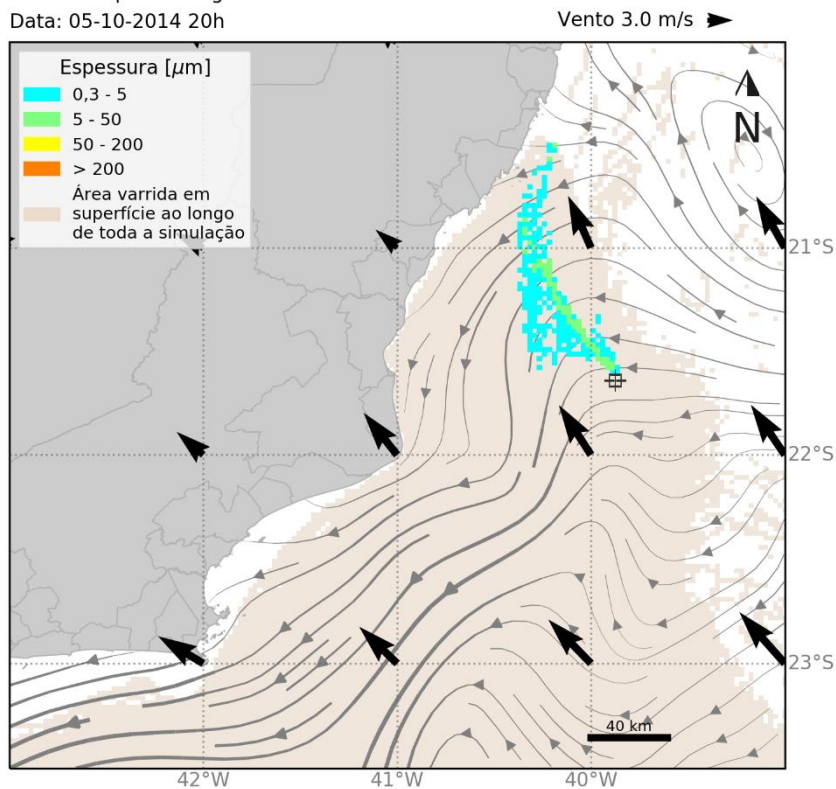 Data: 05-10-2014 20h
Vento 3.0 m/s
Espessura [μm]
0,3 - 5
5 - 50
50 - 200
> 200
Área varrida em
superfície ao longo
de toda a simulação
N
21°S
22°S
23°S
40 km
42°W
41°W
40°W